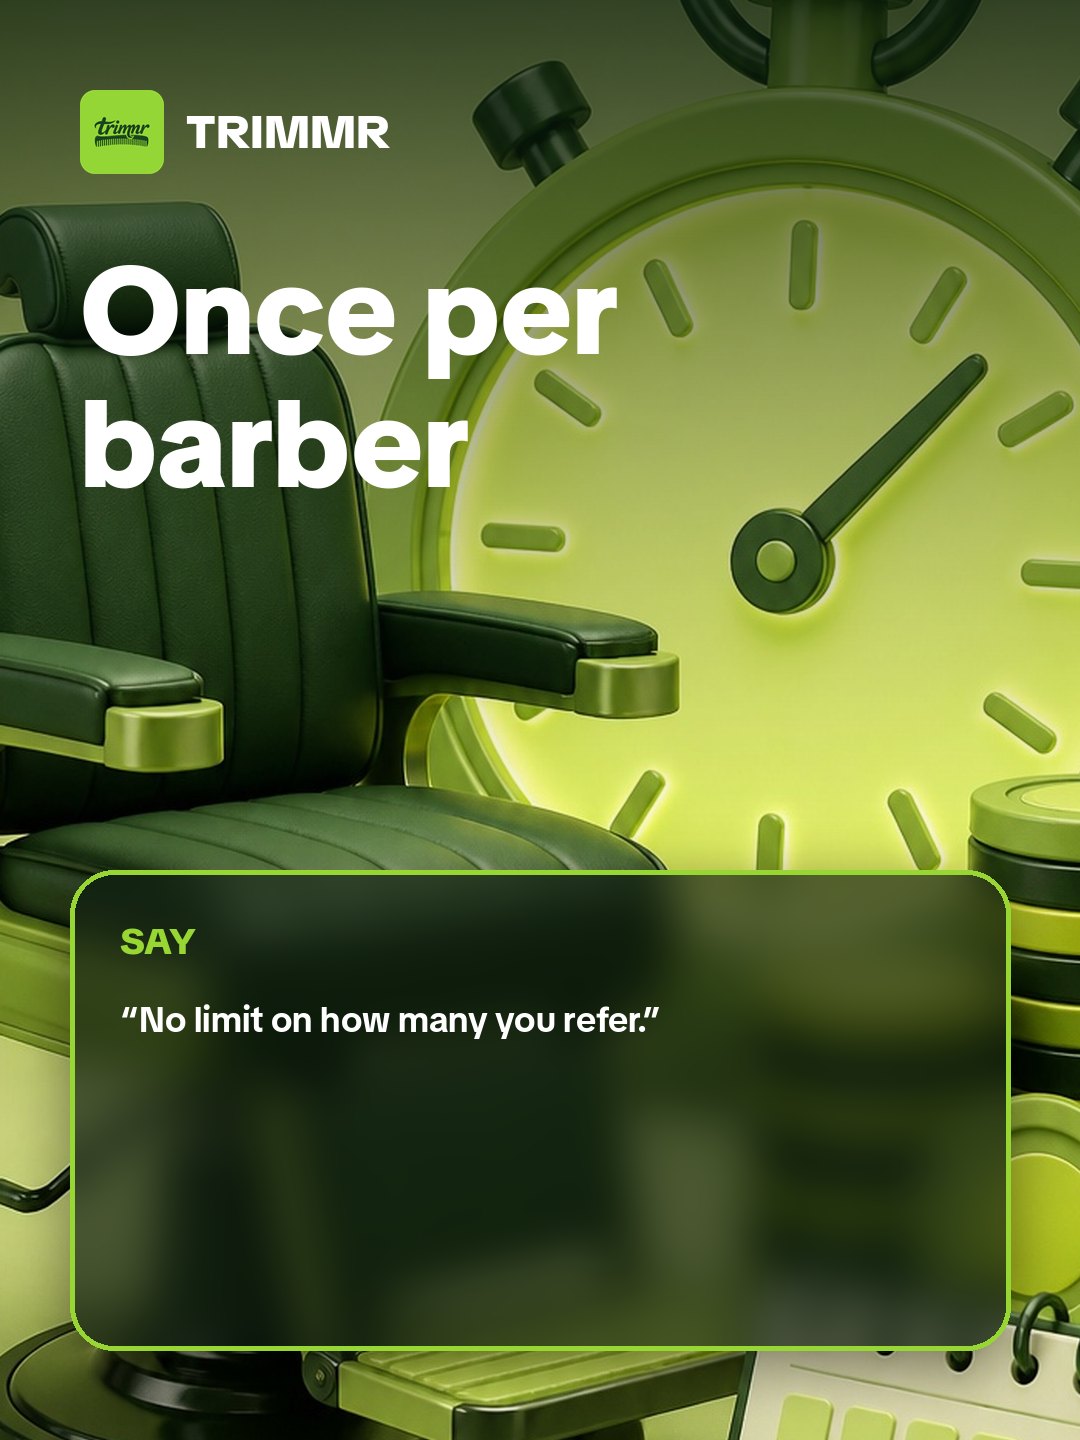 trimmr
TRIMMR
Once per
barber
SAY
“No limit on how many you refer.”